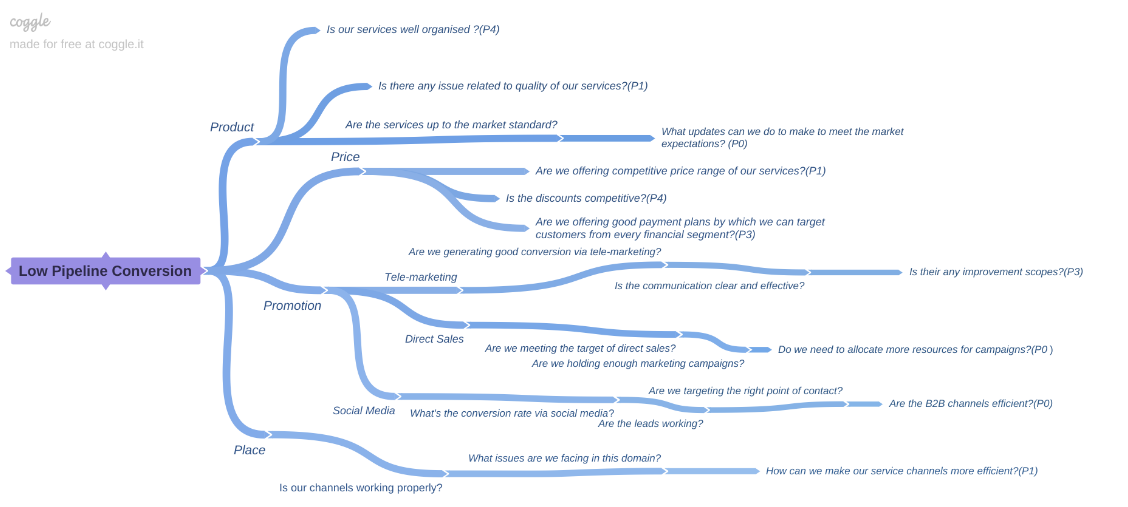 coggle
made for free at coggle.it
Is our services well organised ?(P4)
Is there any issue related to quality of our services?(P1)
Product
Are the services up to the market standard?
What updates can we do to make to meet the market
expectations? (P0)
Price
Are we offering competitive price range of our services?(P1)
Is the discounts competitive?(P4)
Are we offering good payment plans by which we can target
customers from every financial segment?(P3)
Low Pipeline Conversion
Promotion
Tele-marketing
Are we generating good conversion via tele-marketing?
Is the communication clear and effective?
Is their any improvement scopes?(P3)
Direct Sales
Are we meeting the target of direct sales?
Are we holding enough marketing campaigns?
Do we need to allocate more resources for campaigns?(P0 )
Social Media
What's the conversion rate via social media?
Are the leads working?
Are we targeting the right point of contact?
Are the B2B channels efficient?(P0)
Place
Is our channels working properly?
What issues are we facing in this domain?
How can we make our service channels more efficient?(P1)